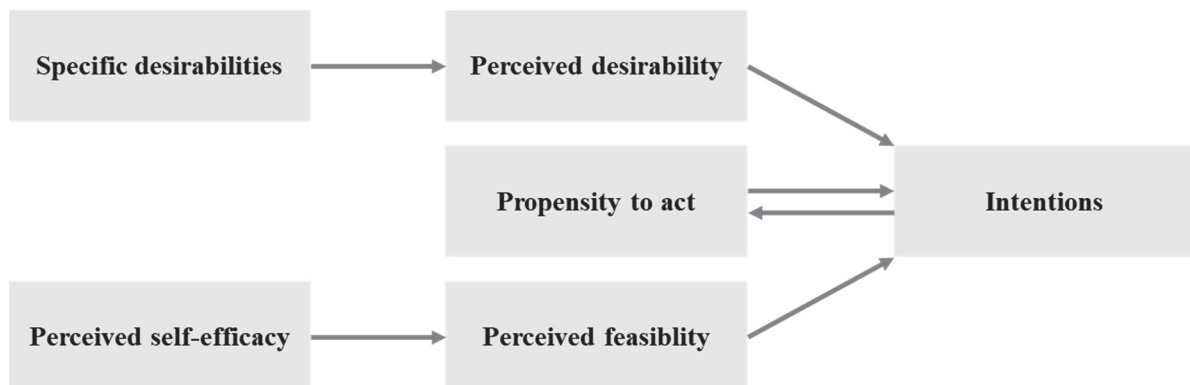 Specific desirabilities
Perceived desirability
Propensity to act
Intentions
Perceived self-efficacy
Perceived feasiblity